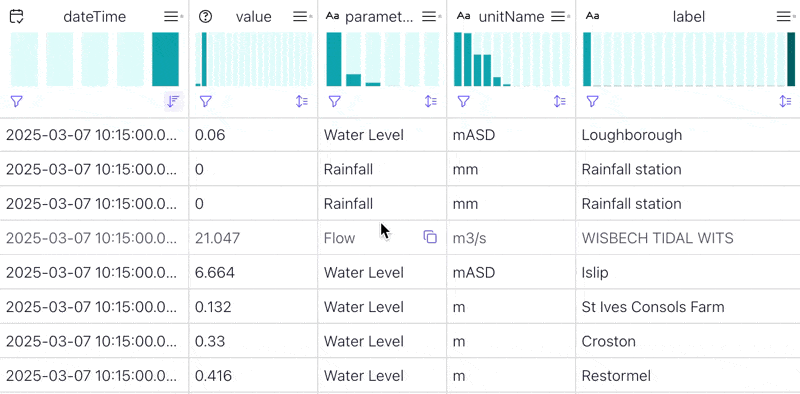 dateTime value paramet... Aa unitName Aa label
2025-03-07 10:15:00.0... 0.06 Water Level mASD Loughborough
2025-03-07 10:15:00.0... 0 Rainfall mm Rainfall station
2025-03-07 10:15:00.0... 0 Rainfall mm Rainfall station
2025-03-07 10:15:00.0... 21.047 Flow m3/s WISBECH TIDAL WITS
2025-03-07 10:15:00.0... 6.664 Water Level mASD Islip
2025-03-07 10:15:00.0... 0.132 Water Level m St Ives Consols Farm
2025-03-07 10:15:00.0... 0.33 Water Level m Croston
2025-03-07 10:15:00.0... 0.416 Water Level m Restormel